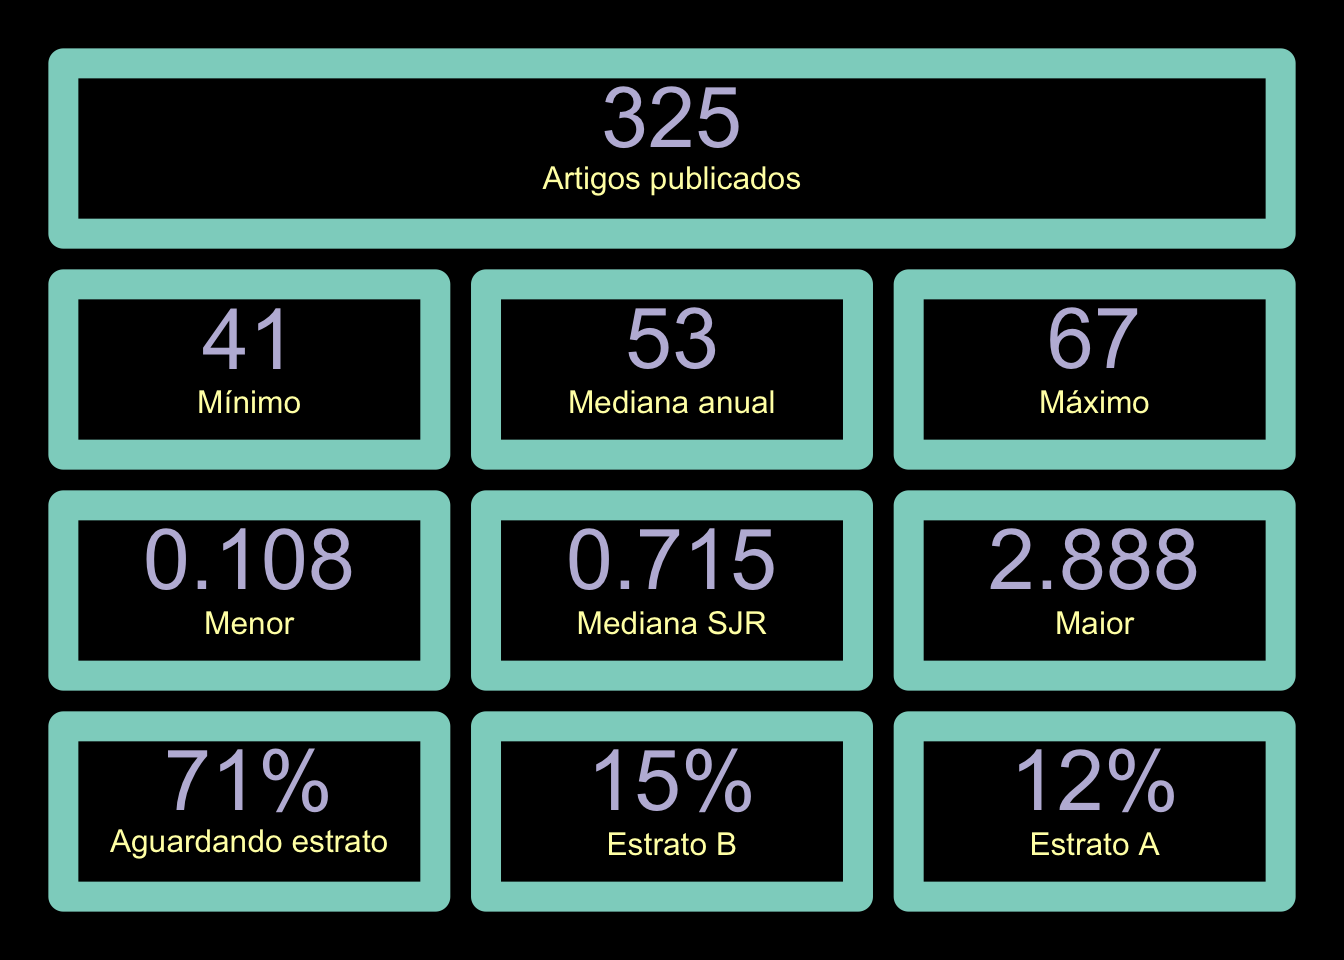 325
Artigos publicados
41
Mínimo
53
Mediana anual
67
Máximo
0.108
Menor
0.715
Mediana SJR
2.888
Maior
71%
Aguardando estrato
15%
Estrato B
12%
Estrato A